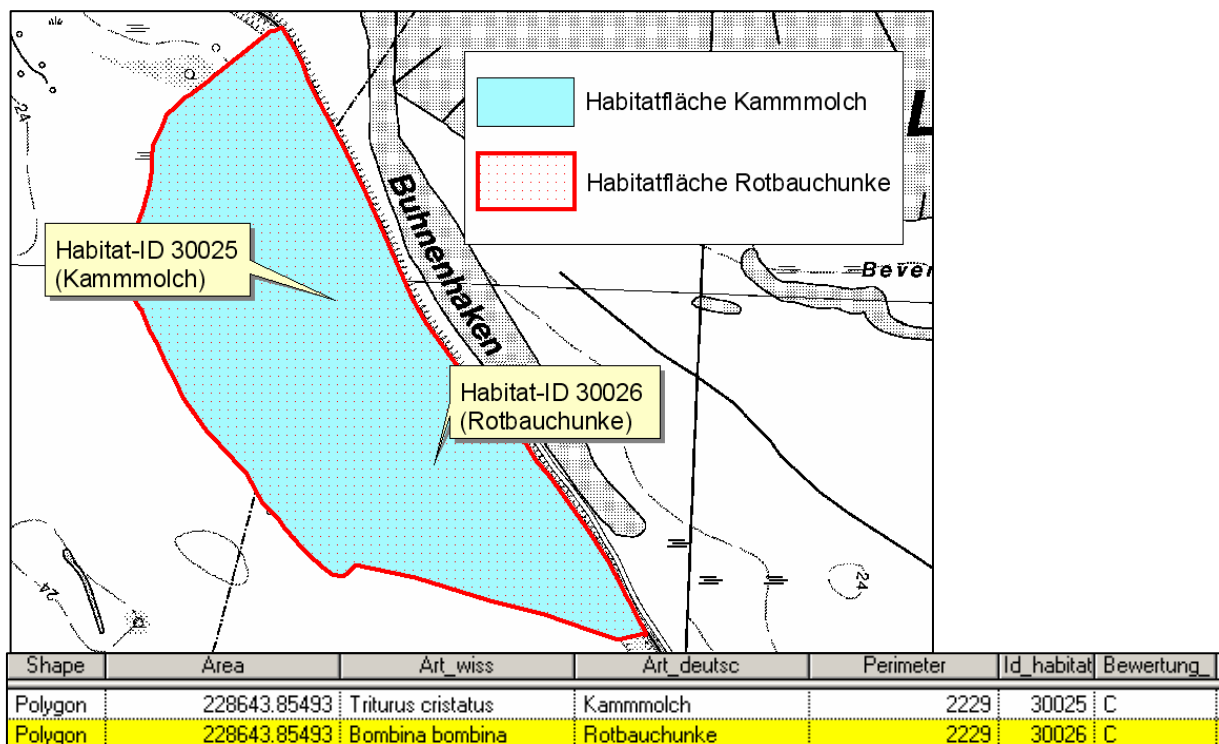 24
Habitatfläche Kammmolch
L
Habitatfläche Rotbauchunke
Buhnenhaken
Habitat-ID 30025
(Kammmolch)
Bever
Habitat-ID 30026
(Rotbauchunke)
24
24
Shape Area Art_wiss Art_deutsc Perimeter Id_habitat Bewertung_
Polygon 228643.85493 Triturus cristatus Kammmolch 2229 30025 C
Polygon 228643.85493 Bombina bombina Rotbauchunke 2229 30026 C